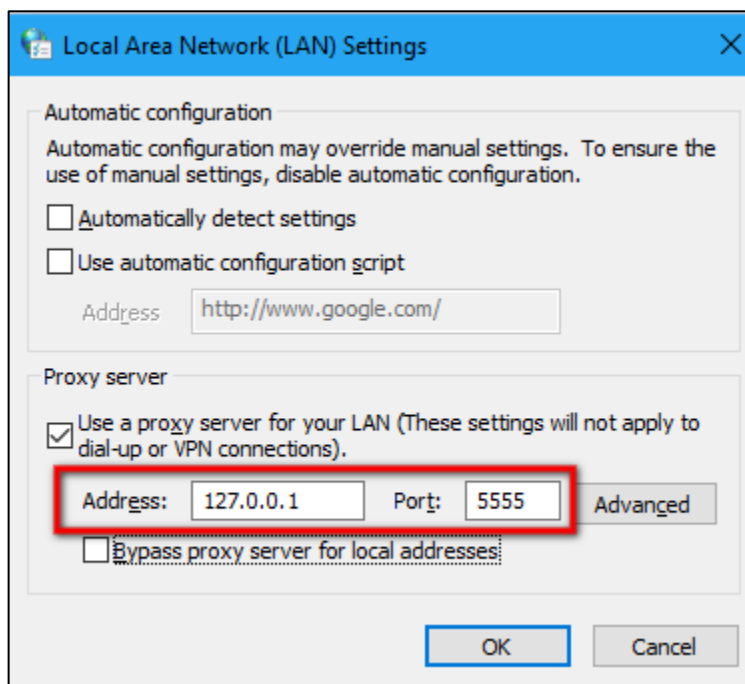 Local Area Network (LAN) Settings
Automatic configuration
Automatic configuration may override manual settings. To ensure the
use of manual settings, disable automatic configuration.
Automatically detect settings
Use automatic configuration script
Address http://www.google.com/
Proxy server
Use a proxy server for your LAN (These settings will not apply to
dial-up or VPN connections).
Address: 127.0.0.1 Port: 5555 Advanced
Bypass proxy server for local addresses
OK Cancel